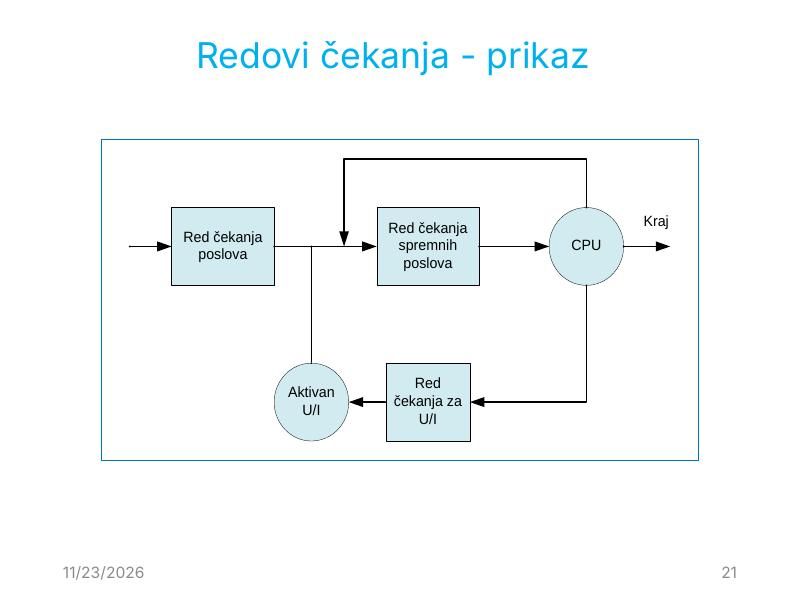 Redovi čekanja - prikaz
Kraj
Red čekanja
poslova
Red čekanja
spremnih
poslova
CPU
Aktivan
U/I
Red
čekanja za
U/I
11/23/2026
21